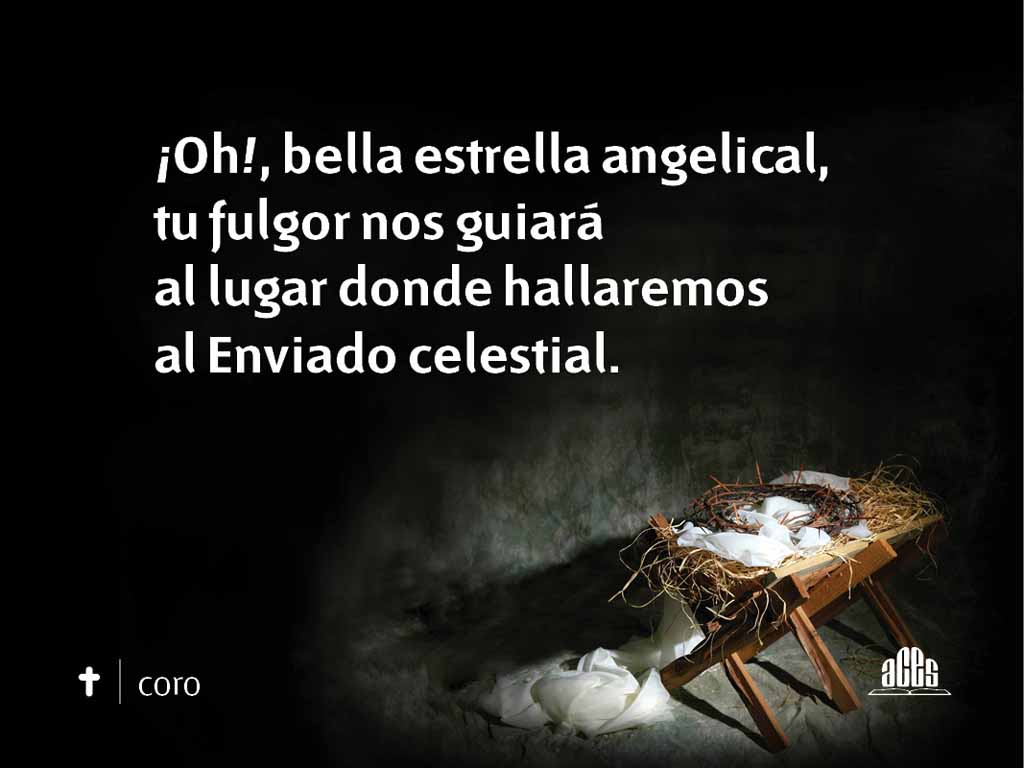 ¡Oh!, bella estrella angelical,
tu fulgor nos guiará
al lugar donde hallaremos
al Enviado celestial.
coro
aces